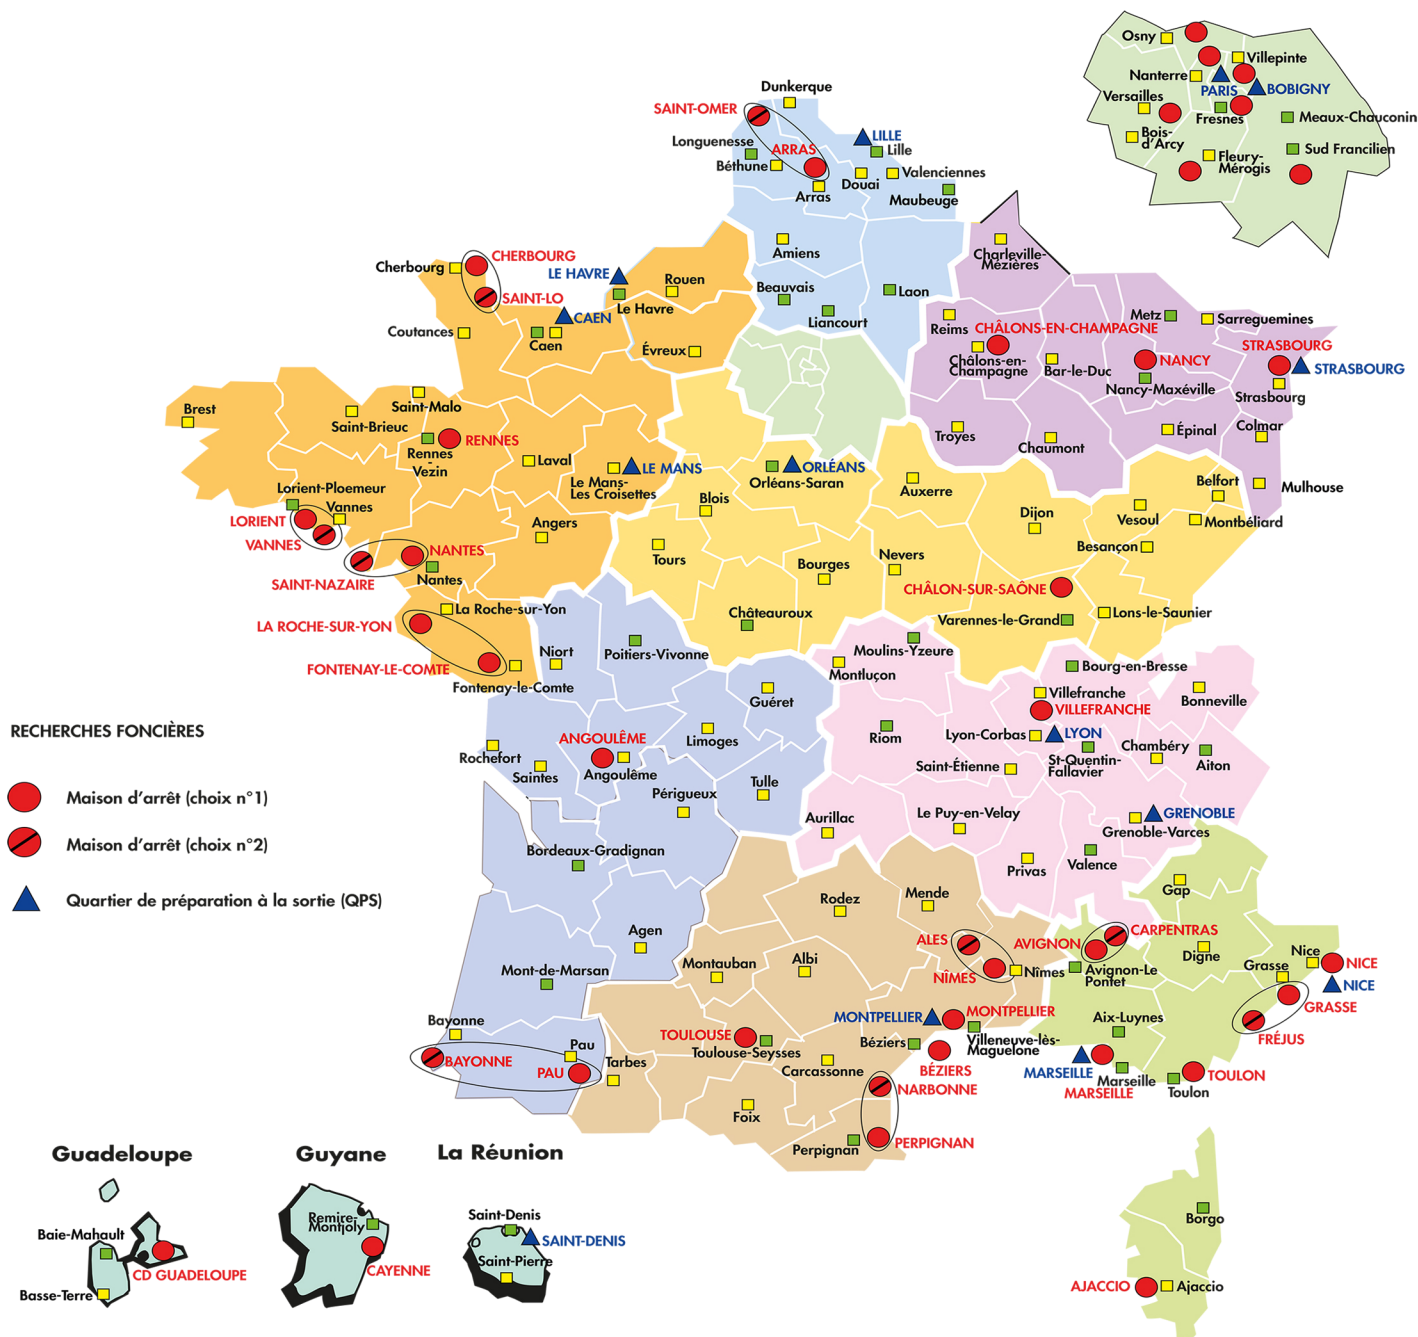 Osny
Villepinte
Nanterre
PARIS
BOBIGNY
Versailles
Fresnes
Meaux-Chauconin
Bois-
d'Arcy
Sud Francilien
Fleury-
Mérogis
Dunkerque
SAINT-OMER
LILLE
Longuenesse
ARRAS
Lille
Béthune
Douai
Valenciennes
Arras
Maubeuge
Amiens
Charleville-
Mézières
Cherbourg
CHERBOURG
LE HAVRE
Rouen
Beauvais
Laon
SAINT-LO
Le Havre
Liancourt
CAEN
Coutances
Caen
Évreux
Reims
CHÂLONS-EN-CHAMPAGNE
Metz
Sarreguemines
Châlons-en-
Champagne
Bar-le-Duc
NANCY
STRASBOURG
STRASBOURG
Nancy-Maxéville
Strasbourg
Brest
Saint-Malo
Saint-Brieuc
RENNES
Rennes
-
Vezin
Laval
LE MANS
Le Mans-
Les Croisettes
ORLÉANS
Orléans-Saran
Troyes
Chaumont
Épinal
Colmar
Lorient-Ploemeur
Vannes
LORIENT
VANNES
Angers
Blois
Auxerre
Dijon
Belfort
Mulhouse
Vesoul
Montbéliard
Besançon
NANTES
SAINT-NAZAIRE
Nantes
Tours
Bourges
Nevers
CHÂLON-SUR-SAÔNE
La Roche-sur-Yon
LA ROCHE-SUR-YON
Châteauroux
Varennes-le-Grand
Lons-le-Saunier
FONTENAY-LE-COMTE
Fontenay-le-Comte
Niort
Poitiers-Vivonne
Moulins-Yzeure
Montluçon
Bourg-en-Bresse
Guéret
Villefranche
VILLEFRANCHE
Bonneville
RECHERCHES FONCIÈRES
Maison d'arrêt (choix n°1)
Maison d'arrêt (choix n°2)
Quartier de préparation à la sortie (QPS)
Rochefort
Saintes
ANGOULÊME
Angoulême
Limoges
Riom
Lyon-Corbas
LYON
St-Quentin-
Fallavier
Chambéry
Aiton
Saint-Étienne
Périgueux
Tulle
Aurillac
Le Puy-en-Velay
GRENOBLE
Grenoble-Varces
Bordeaux-Gradignan
Privas
Valence
Gap
Rodez
Mende
Agen
ALES
AVIGNON
CARPENTRAS
Montauban
Albi
NÎMES
Nîmes
Avignon-Le
Pontet
Digne
Nice
NICE
NICE
Grasse
GRASSE
FRÉJUS
Mont-de-Marsan
Bayonne
BAYONNE
Pau
PAU
Tarbes
TOULOUSE
Toulouse-Seysses
MONTPELLIER
MONTPELLIER
Béziers
Villeneuve-lès-
Maguelone
BÉZIERS
Carcassonne
NARBONNE
Foix
Perpignan
PERPIGNAN
Aix-Luynes
MARSEILLE
Marseille
MARSEILLE
TOULON
Toulon
Guadeloupe
Guyane
La Réunion
Baie-Mahault
CD GUADELOUPE
Basse-Terre
Remire-
Montjoly
CAYENNE
Saint-Denis
SAINT-DENIS
Saint-Pierre
Borgo
AJACCIO
Ajaccio